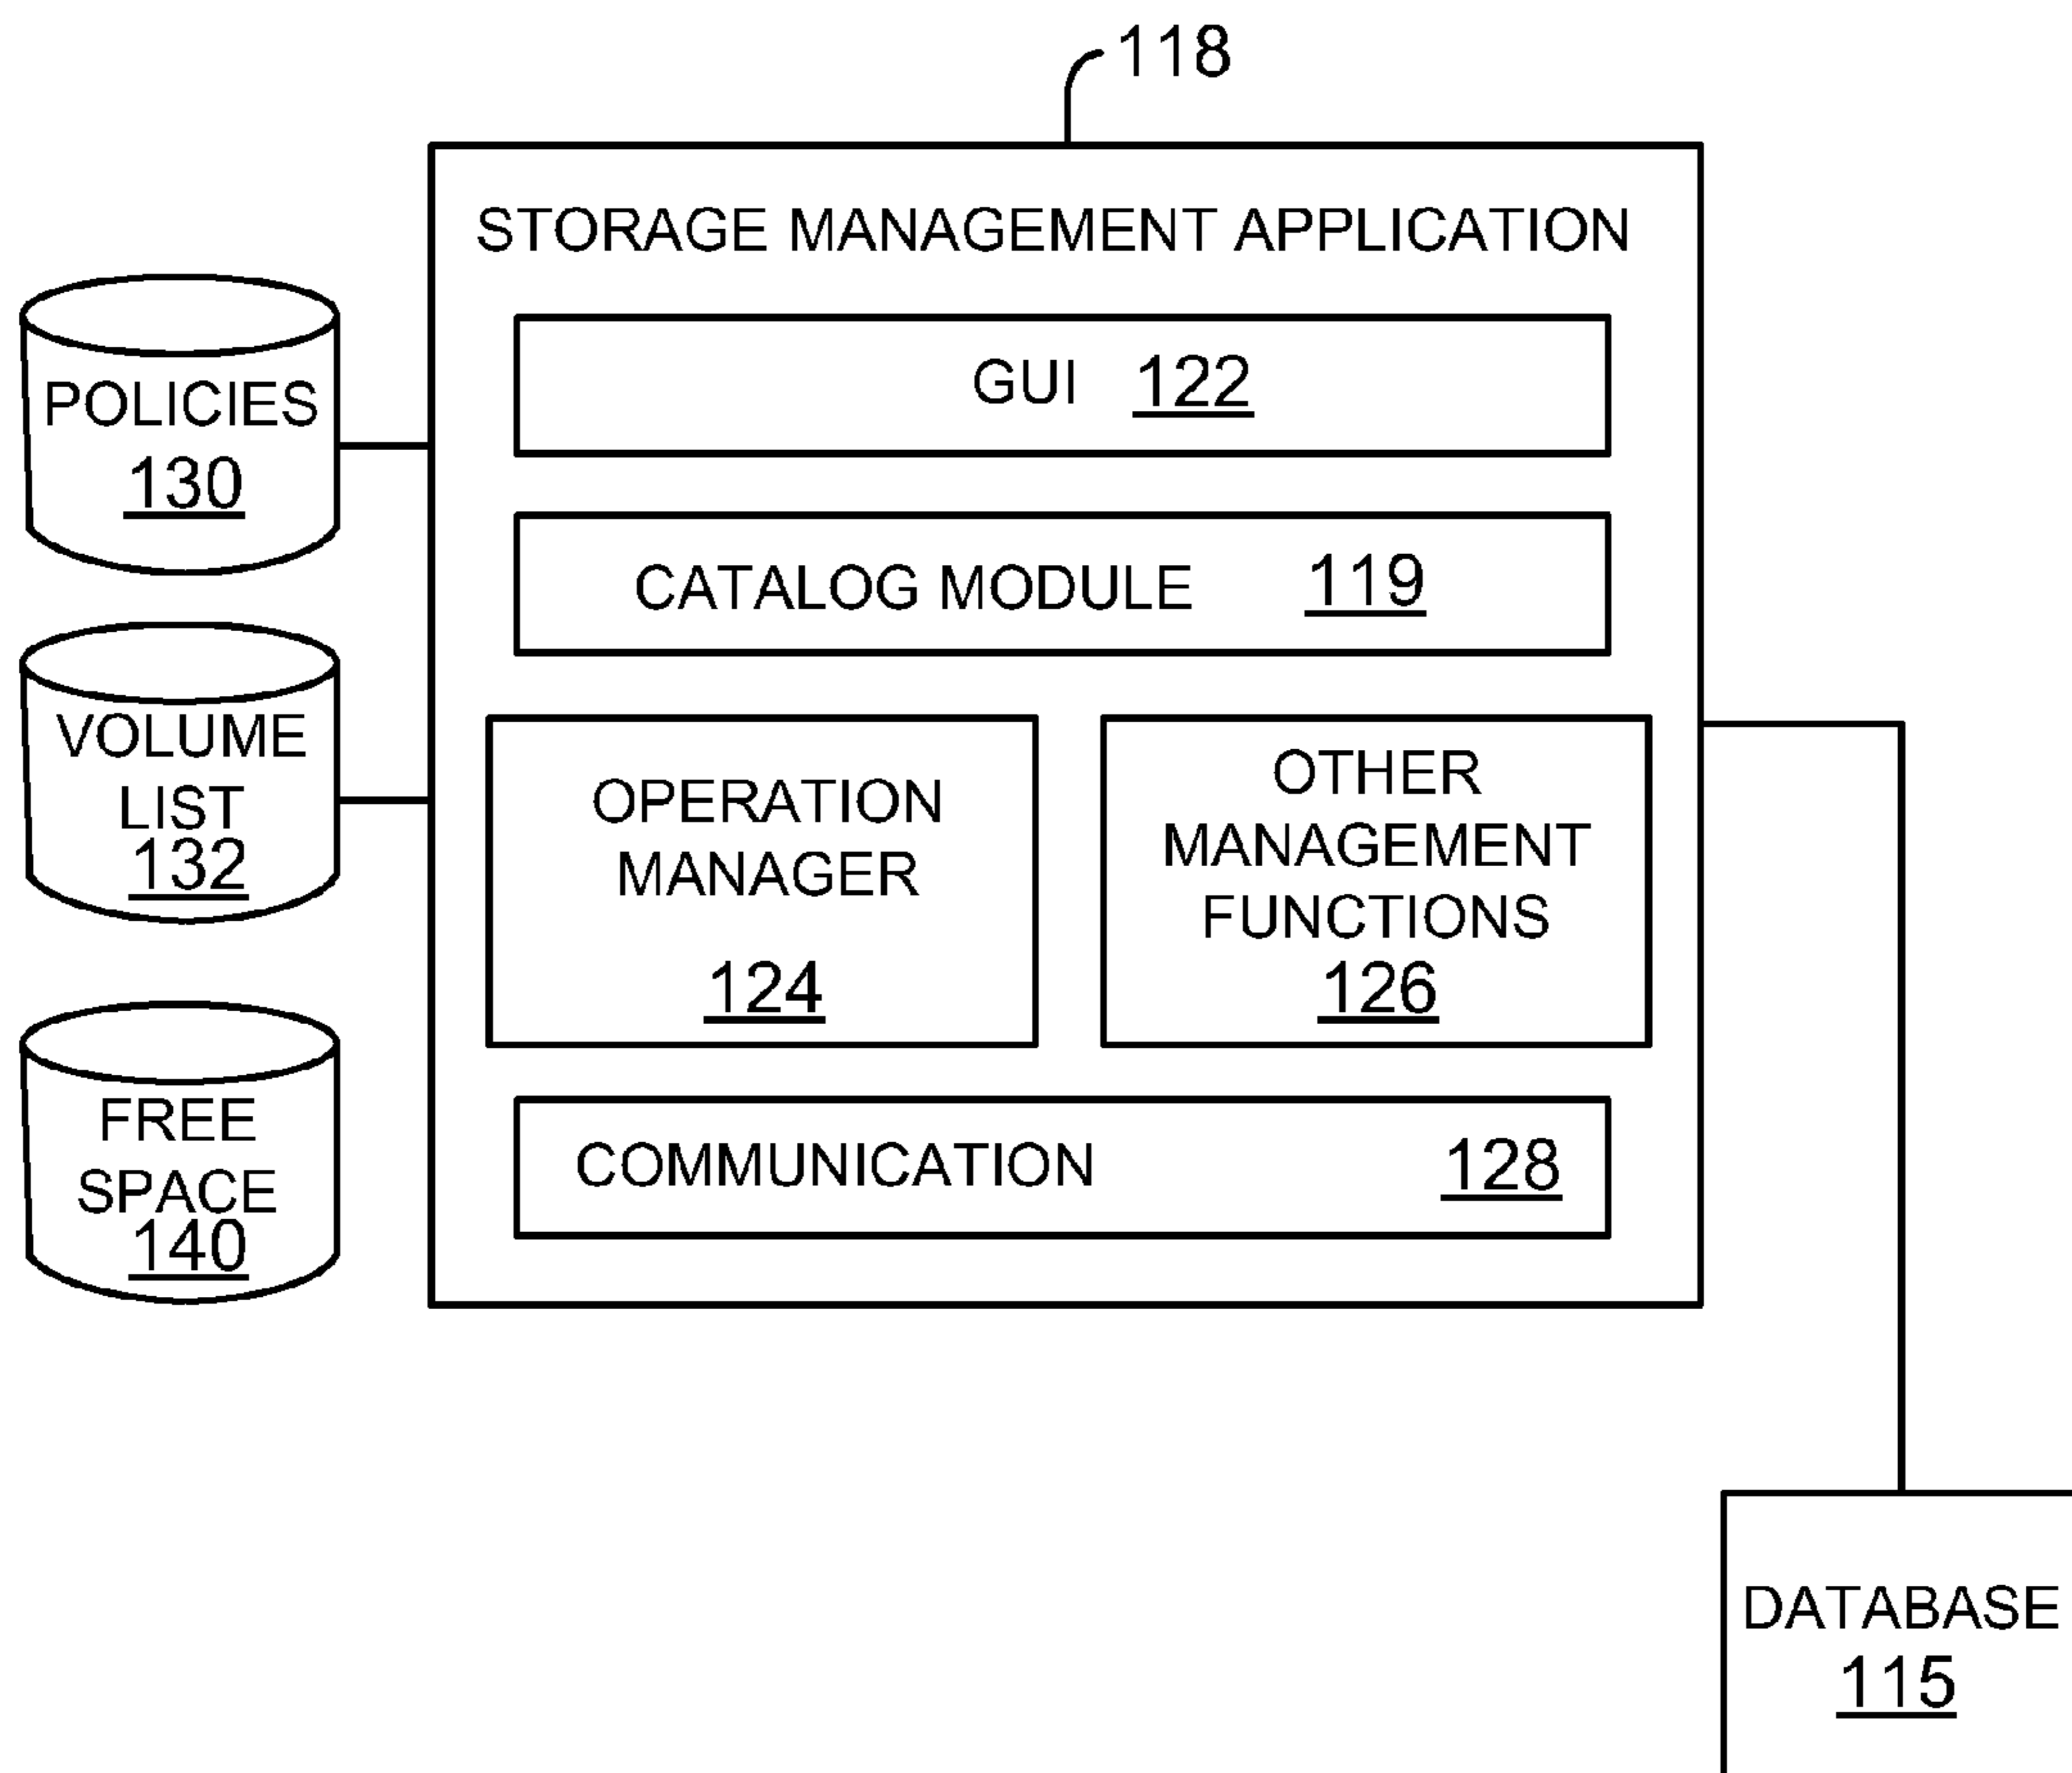 118
STORAGE MANAGEMENT APPLICATION
GUI 122
CATALOG MODULE 119
OPERATION
MANAGER
124
OTHER
MANAGEMENT
FUNCTIONS
126
COMMUNICATION 128
POLICIES
130
VOLUME
LIST
132
FREE
SPACE
140
DATABASE
115